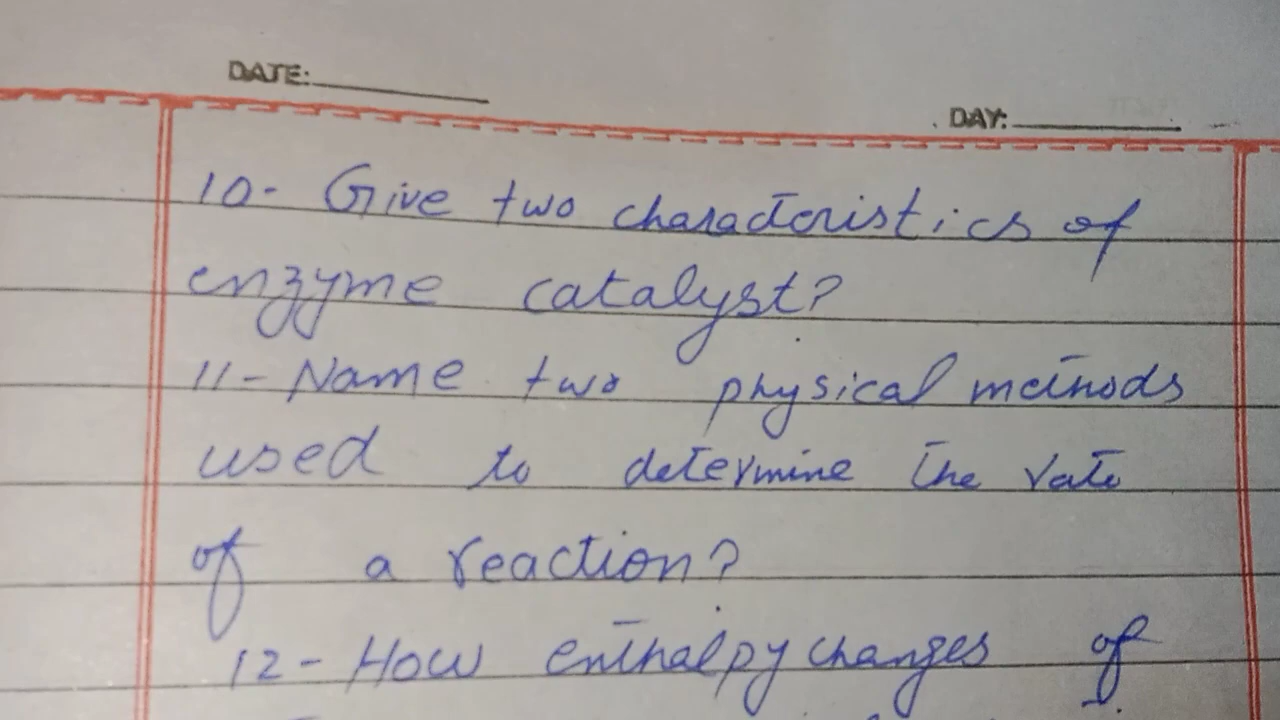 DATE:
DAY:
10- Give two characteristics of
enzyme catalyst?
11- Name two physical methods
used to determine the rate
of a reaction?
12- How enthalpy changes of